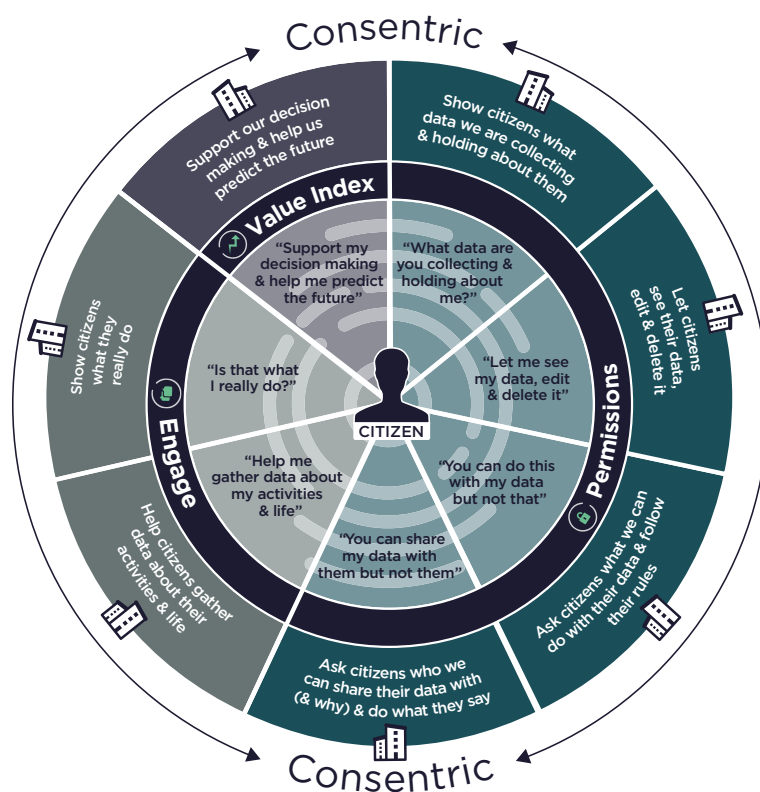 Consentric
Support our decision
making & help us
predict the future
Show citizens what
data we are collecting
& holding about them
Let citizens
see their data,
edit & delete it
Ask citizens what we can
do with their data & follow
their rules
Ask citizens who we
can share their data with
(& why) & do what they say
Help citizens gather
data about their
activities & life
Show citizens
what they
really do
Value Index
Permissions
Engage
“Support my
decision making
& help me predict
the future”
“What data are
you collecting &
holding about
me?”
“Let me see
my data, edit
& delete it”
“You can do this
with my data
but not that”
“You can share
my data with
them but not them”
“Help me
gather data about
my activities
& life”
“Is that what
I really do?”
CITIZEN
Consentric